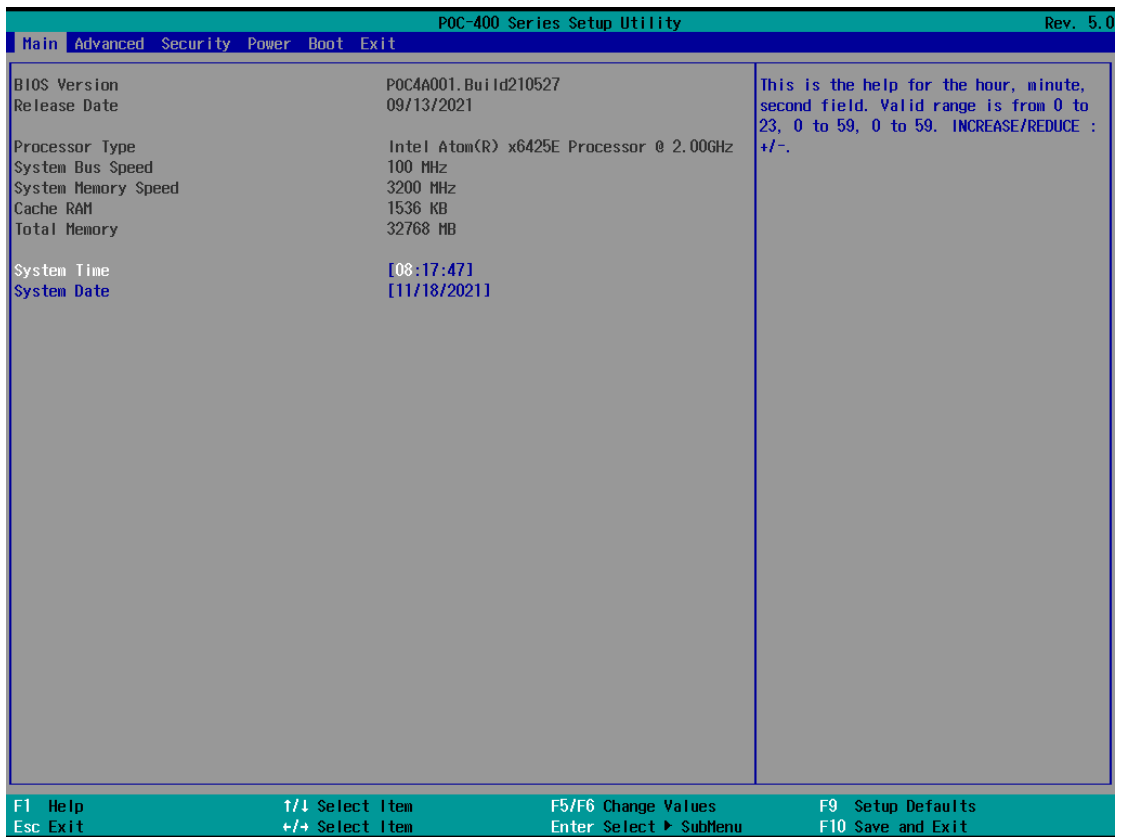 POC-400 Series Setup Utility Rev. 5.0
Main Advanced Security Power Boot Exit
BIOS Version POC4A001.Build210527
Release Date 09/13/2021
Processor Type Intel Atom(R) x6425E Processor @ 2.00GHz
System Bus Speed 100 MHz
System Memory Speed 3200 MHz
Cache RAM 1536 KB
Total Memory 32768 MB
System Time [08:17:47]
System Date [11/18/2021]
This is the help for the hour, minute,
second field. Valid range is from 0 to
23, 0 to 59, 0 to 59. INCREASE/REDUCE :
+/-.
F1 Help ↑/↓ Select Item F5/F6 Change Values F9 Setup Defaults
Esc Exit ←/→ Select Item Enter Select ▶ SubMenu F10 Save and Exit